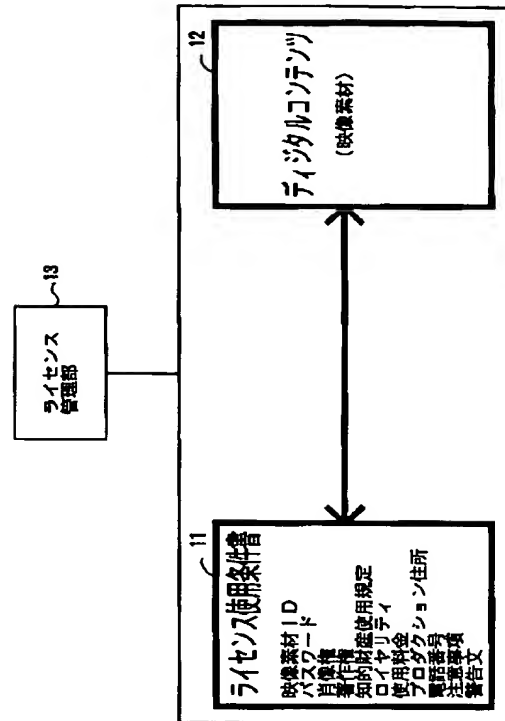 13
ライセンス
管理部
11
ライセンス使用条件書
映像素材ID
パスワード
肖像権
著作権
知的財産使用規定
ロイヤリティ
使用料金
プロダクション住所
電話番号
注意事項
警告文
12
ディジタルコンテンツ
(映像素材)